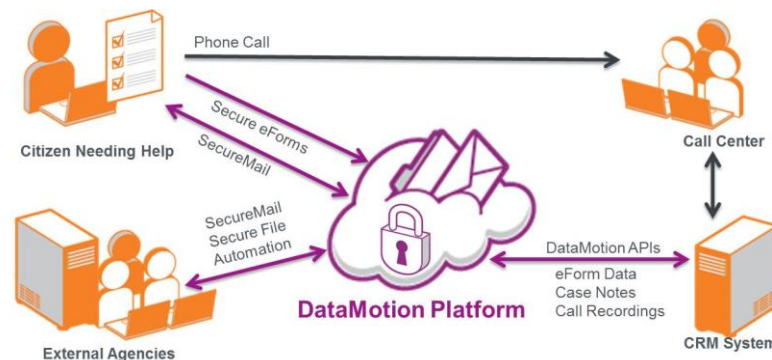 Phone Call
Secure eForms
SecureMail
Citizen Needing Help
Call Center
SecureMail
Secure File
Automation
DataMotion APIs
eForm Data
Case Notes
Call Recordings
DataMotion Platform
External Agencies
CRM System